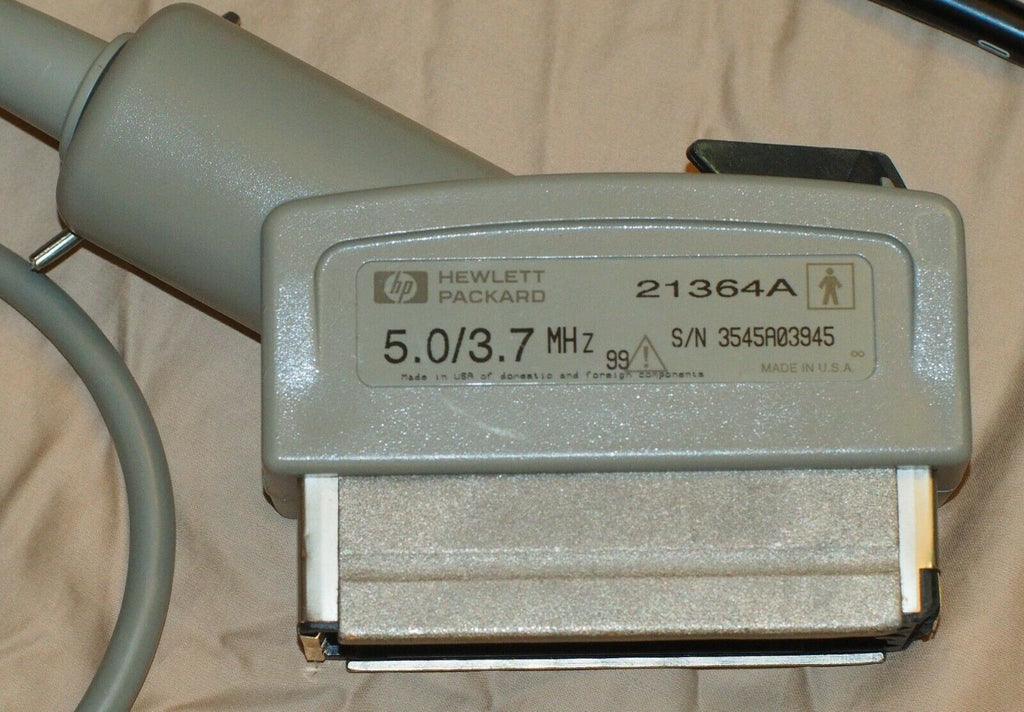 hp HEWLETT
PACKARD
21364A
5.0/3.7 MHz
99
S/N 3545A03945
Made in USA of domestic and foreign components
MADE IN U.S.A.